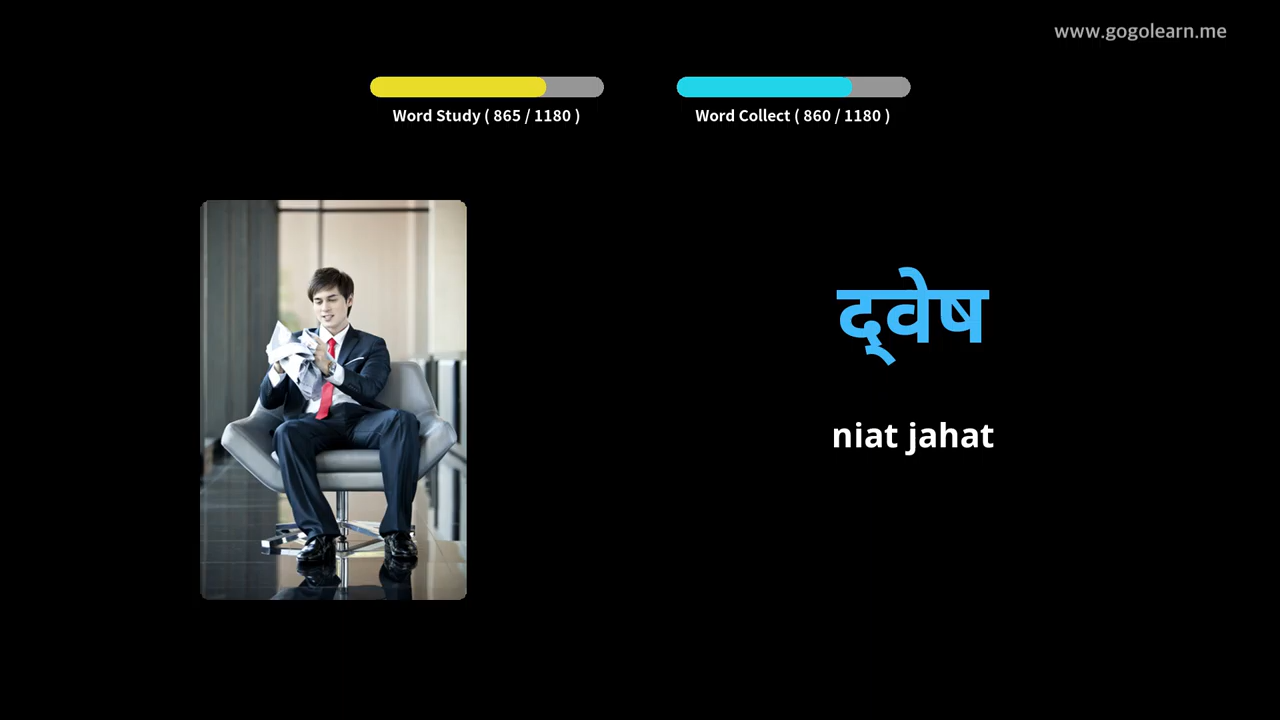 www.gogolearn.me
Word Study ( 865 / 1180 )
Word Collect ( 860 / 1180 )
द्वेष
niat jahat